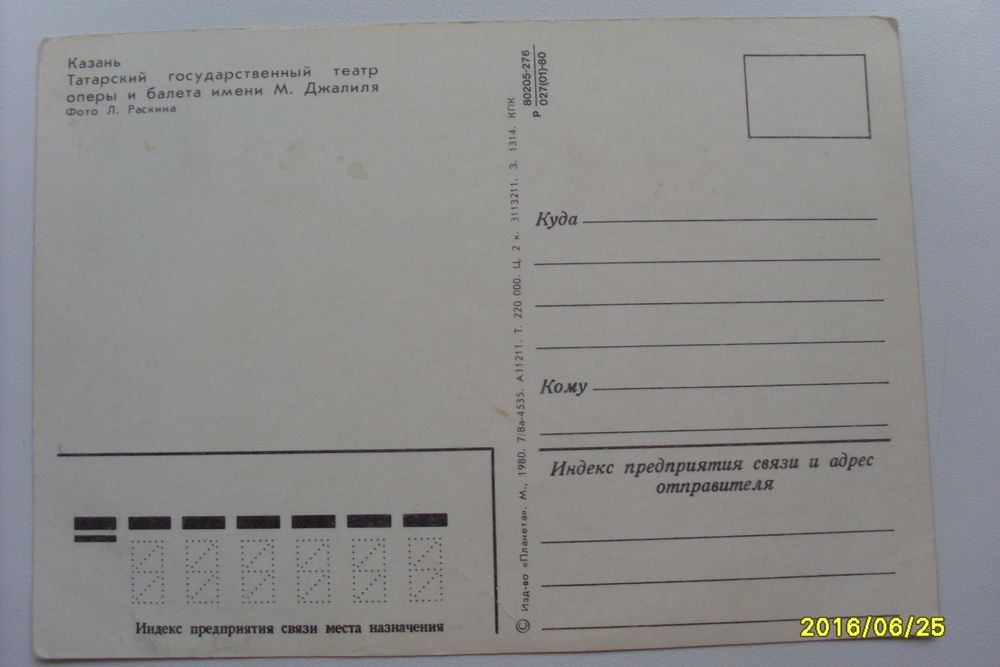 Казань
Татарский государственный театр
оперы и балета имени М. Джалиля
Фото Л. Раскина
© Изд-во «Планета». М., 1980. 7/8а-4535. А11211. Т. 220 000. Ц. 2 к. 3113211. З. 1314. КПК
80205-276
Р 027(01)-80
Куда
Кому
Индекс предприятия связи и адрес
отправителя
Индекс предприятия связи места назначения
2016/06/25